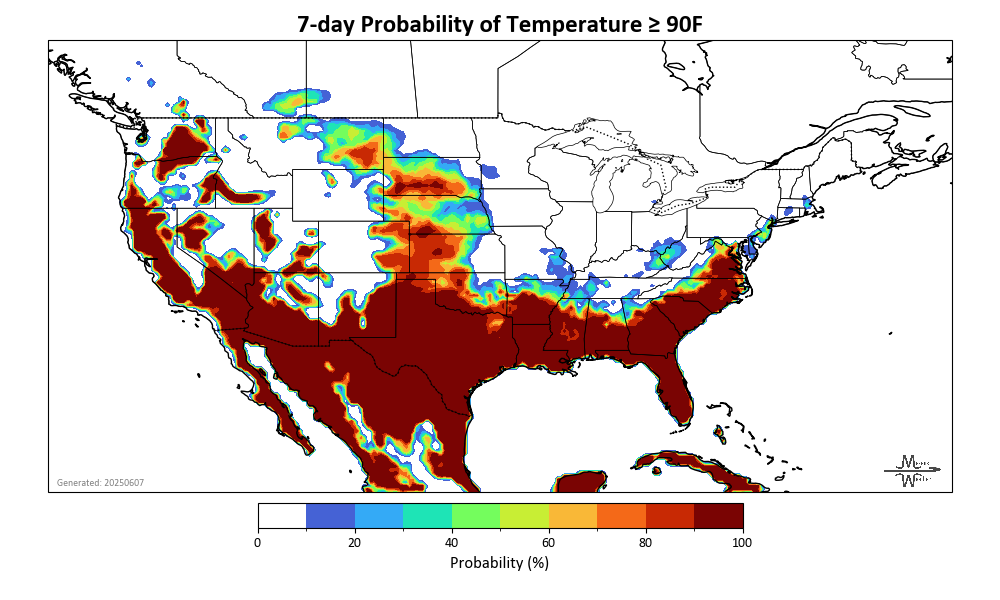 7-day Probability of Temperature ≥ 90F
Generated: 20250607
0 20 40 60 80 100
Probability (%)